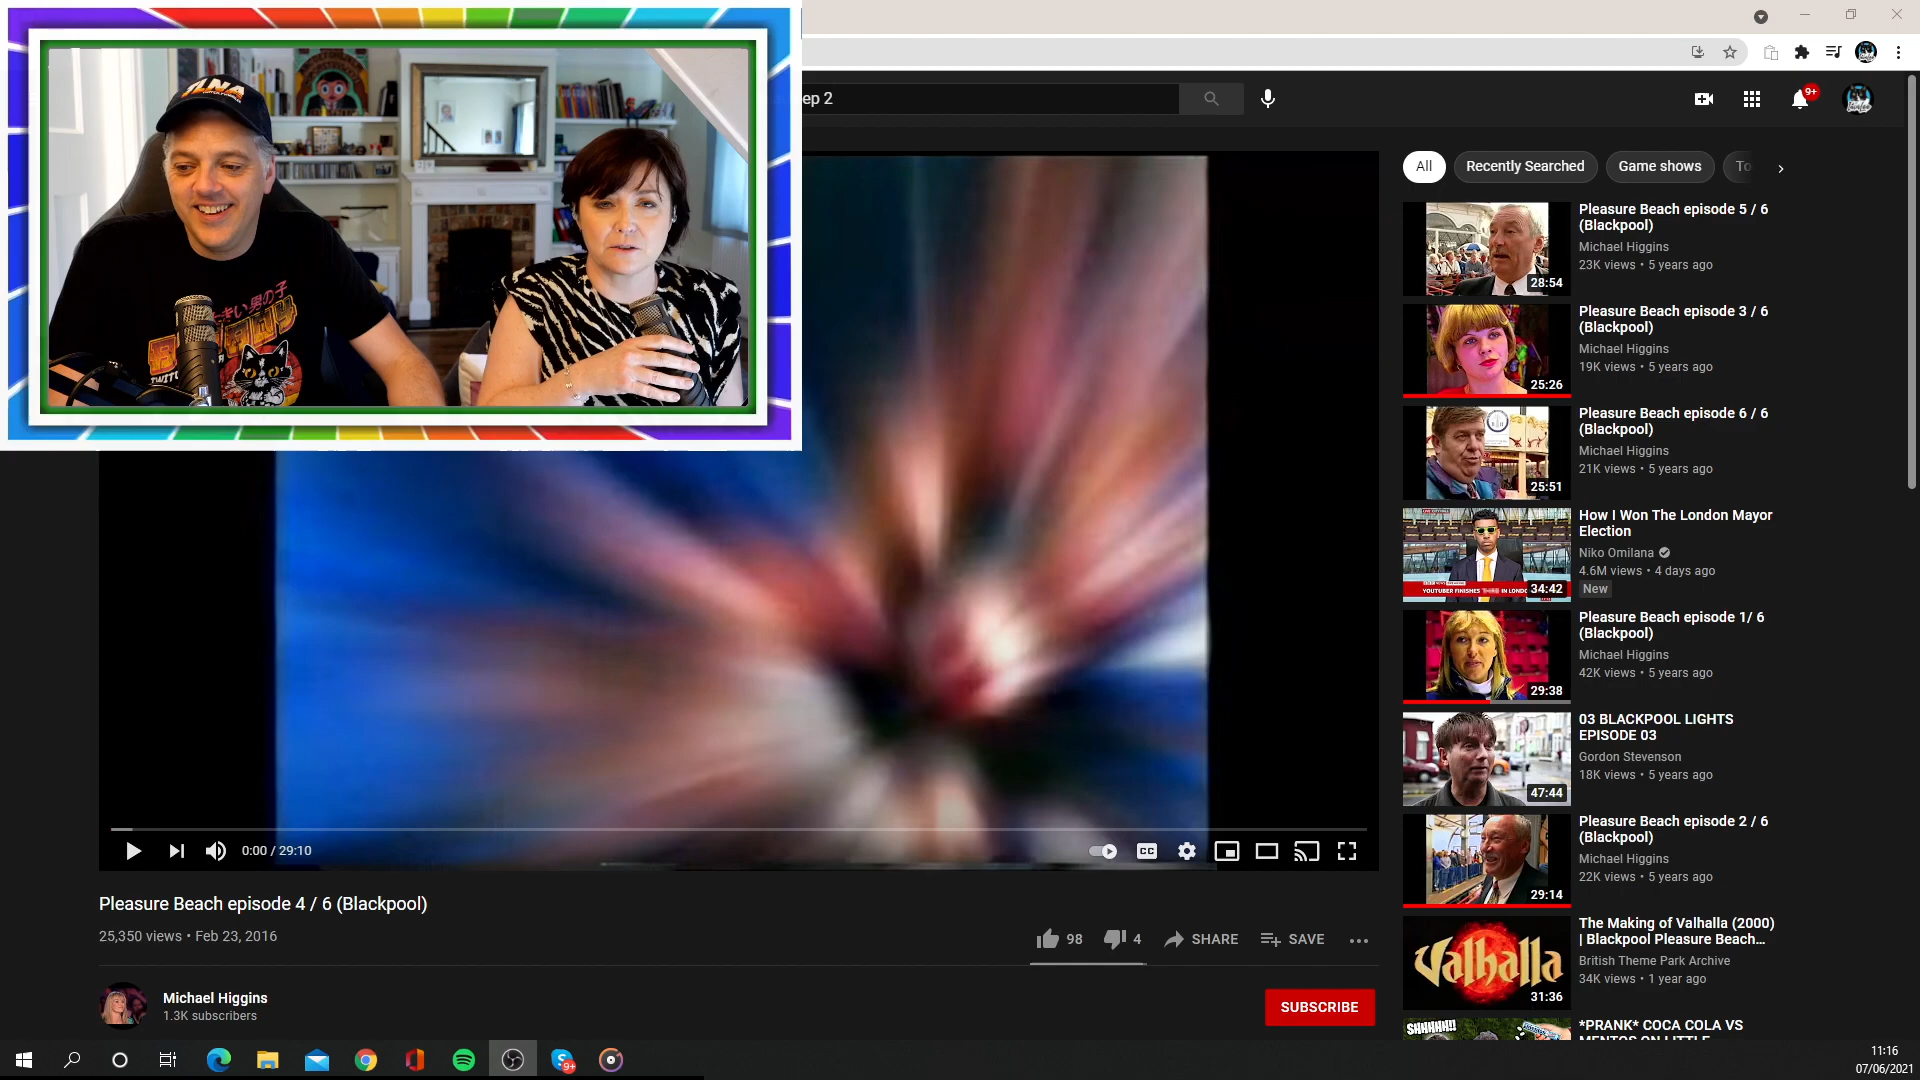 ep 2
9+
All
Recently Searched
Game shows
To
Pleasure Beach episode 5 / 6
(Blackpool)
Michael Higgins
23K views • 5 years ago
28:54
Pleasure Beach episode 3 / 6
(Blackpool)
Michael Higgins
19K views • 5 years ago
25:26
Pleasure Beach episode 6 / 6
(Blackpool)
Michael Higgins
21K views • 5 years ago
25:51
How I Won The London Mayor
Election
Niko Omilana
4.6M views • 4 days ago
New
34:42
Pleasure Beach episode 1/ 6
(Blackpool)
Michael Higgins
42K views • 5 years ago
29:38
03 BLACKPOOL LIGHTS
EPISODE 03
Gordon Stevenson
18K views • 5 years ago
47:44
Pleasure Beach episode 2 / 6
(Blackpool)
Michael Higgins
22K views • 5 years ago
29:14
The Making of Valhalla (2000)
| Blackpool Pleasure Beach...
British Theme Park Archive
34K views • 1 year ago
Valhalla
31:36
*PRANK* COCA COLA VS
MENTOS ON LITTLE
SHHHHH!!
0:00 / 29:10
CC
Pleasure Beach episode 4 / 6 (Blackpool)
25,350 views • Feb 23, 2016
98
4
SHARE
SAVE
Michael Higgins
1.3K subscribers
SUBSCRIBE
9+
11:16
07/06/2021